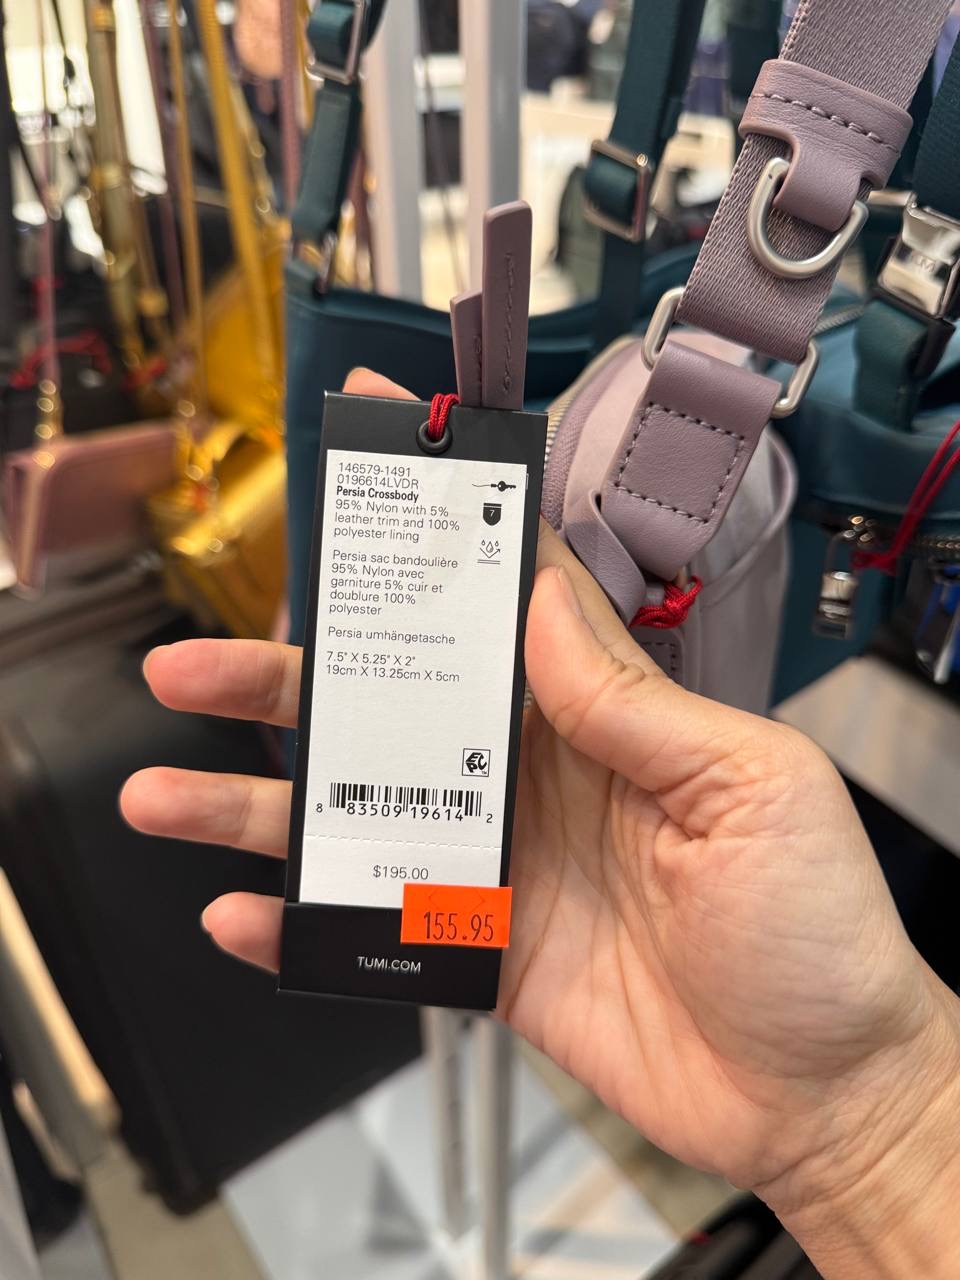 146579-1491
0196614LVDR
Persia Crossbody
95% Nylon with 5%
leather trim and 100%
polyester lining
Persia sac bandoulière
95% Nylon avec
garniture 5% cuir et
doublure 100%
polyester
Persia umhängetasche
7.5" X 5.25" X 2"
19cm X 13.25cm X 5cm
7
8 83509 19614 2
$195.00
155.95
TUMI.COM